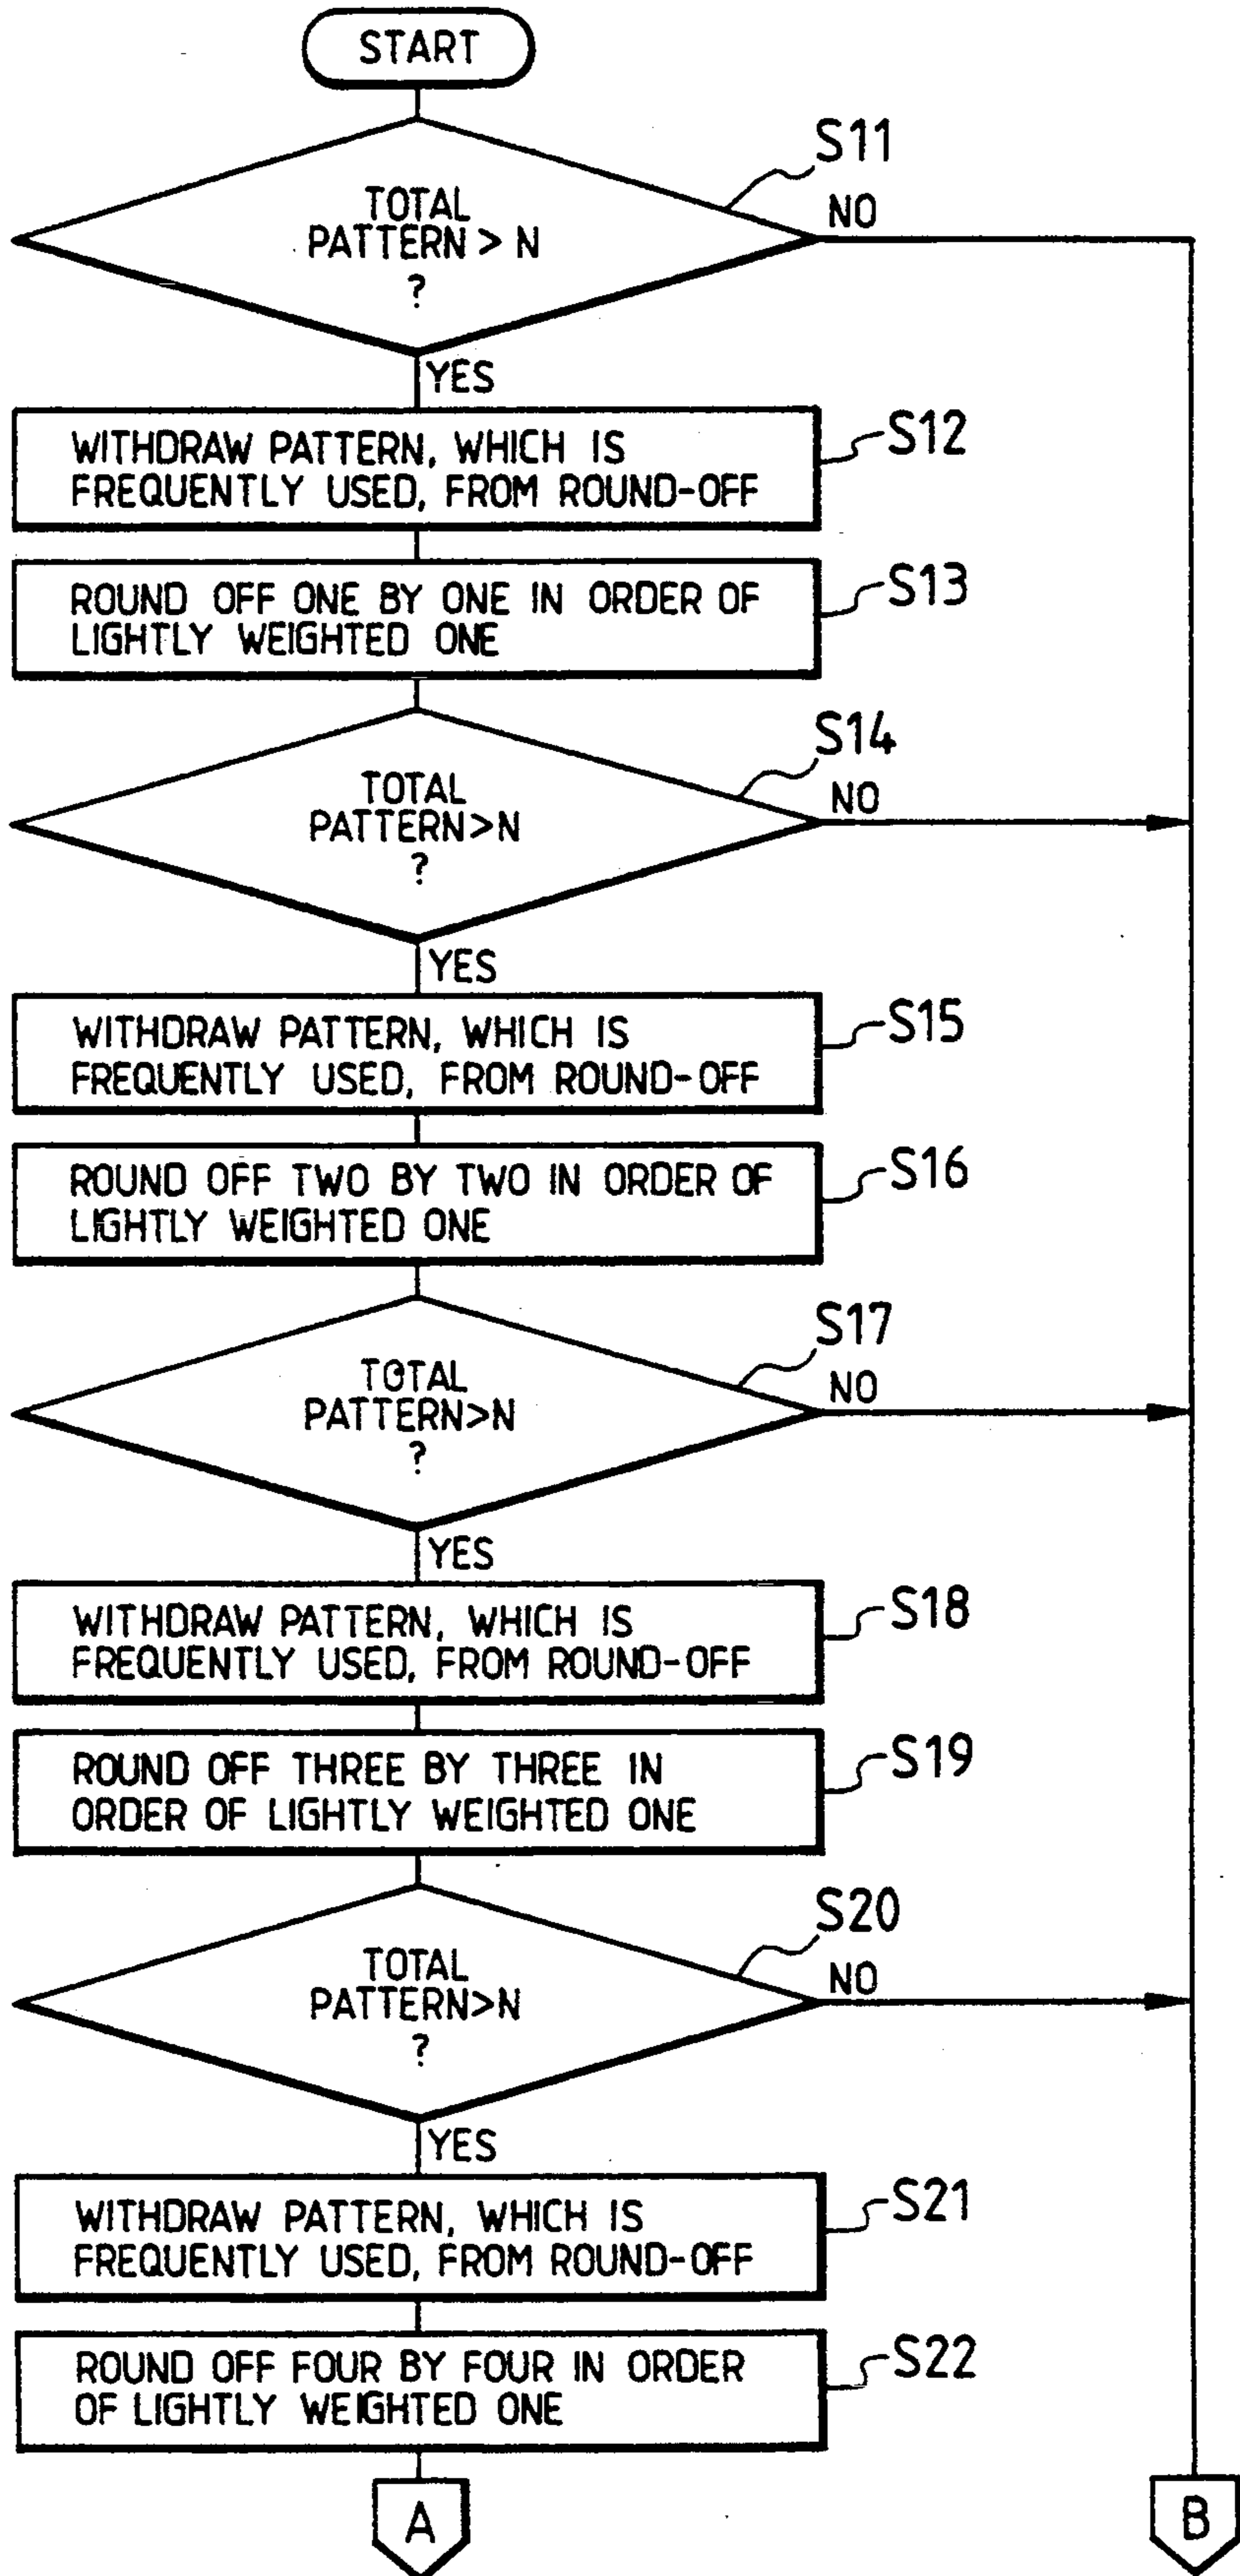 START
S11
TOTAL
PATTERN > N
?
NO
YES
S12
WITHDRAW PATTERN, WHICH IS
FREQUENTLY USED, FROM ROUND-OFF
S13
ROUND OFF ONE BY ONE IN ORDER OF
LIGHTLY WEIGHTED ONE
S14
TOTAL
PATTERN>N
?
NO
YES
S15
WITHDRAW PATTERN, WHICH IS
FREQUENTLY USED, FROM ROUND-OFF
S16
ROUND OFF TWO BY TWO IN ORDER OF
LIGHTLY WEIGHTED ONE
S17
TOTAL
PATTERN>N
?
NO
YES
S18
WITHDRAW PATTERN, WHICH IS
FREQUENTLY USED, FROM ROUND-OFF
S19
ROUND OFF THREE BY THREE IN
ORDER OF LIGHTLY WEIGHTED ONE
S20
TOTAL
PATTERN>N
?
NO
YES
S21
WITHDRAW PATTERN, WHICH IS
FREQUENTLY USED, FROM ROUND-OFF
S22
ROUND OFF FOUR BY FOUR IN ORDER
OF LIGHTLY WEIGHTED ONE
A
B